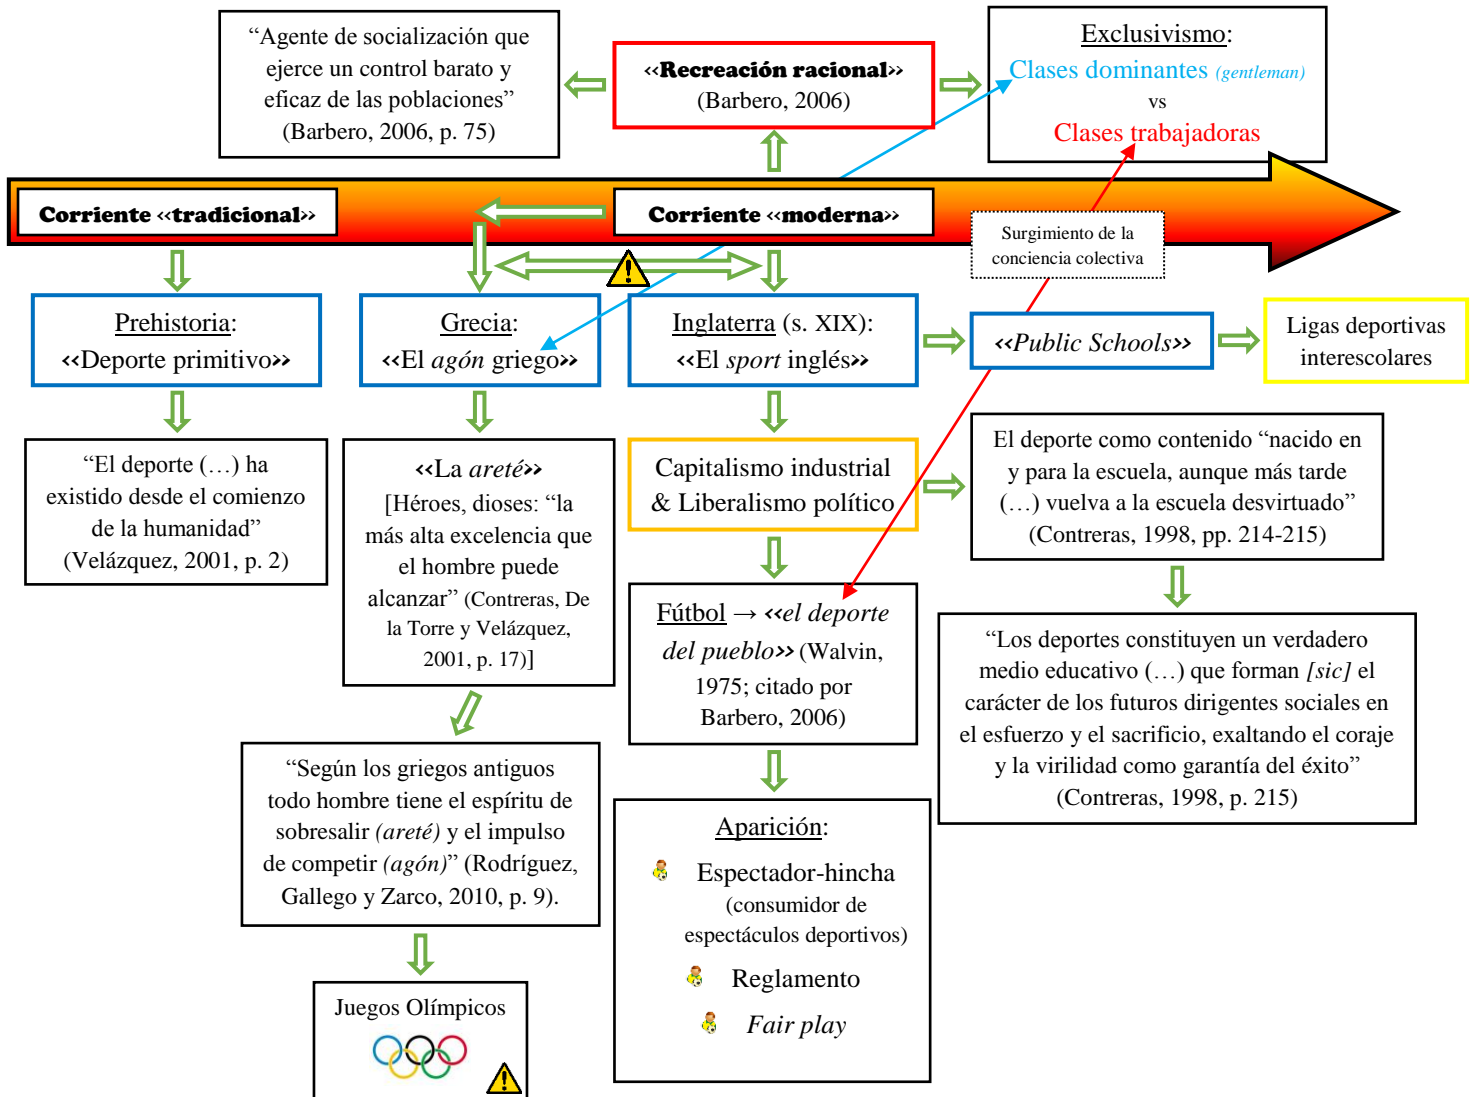 “Agente de socialización que
ejerce un control barato y
eficaz de las poblaciones”
(Barbero, 2006, p. 75)
«Recreación racional»
(Barbero, 2006)
Exclusivismo:
Clases dominantes (gentleman)
vs
Clases trabajadoras
Corriente «tradicional»
Corriente «moderna»
Surgimiento de la
conciencia colectiva
Prehistoria:
«Deporte primitivo»
Grecia:
«El agón griego»
Inglaterra (s. XIX):
«El sport inglés»
«Public Schools»
Ligas deportivas
interescolares
“El deporte (…) ha
existido desde el comienzo
de la humanidad”
(Velázquez, 2001, p. 2)
«La areté»
[Héroes, dioses: “la
más alta excelencia que
el hombre puede
alcanzar” (Contreras, De
la Torre y Velázquez,
2001, p. 17)]
Capitalismo industrial
& Liberalismo político
El deporte como contenido “nacido en
y para la escuela, aunque más tarde
(…) vuelva a la escuela desvirtuado”
(Contreras, 1998, pp. 214-215)
Fútbol → «el deporte
del pueblo» (Walvin,
1975; citado por
Barbero, 2006)
“Los deportes constituyen un verdadero
medio educativo (…) que forman [sic] el
carácter de los futuros dirigentes sociales en
el esfuerzo y el sacrificio, exaltando el coraje
y la virilidad como garantía del éxito”
(Contreras, 1998, p. 215)
“Según los griegos antiguos
todo hombre tiene el espíritu de
sobresalir (areté) y el impulso
de competir (agón)” (Rodríguez,
Gallego y Zarco, 2010, p. 9).
Aparición:
Espectador-hincha
(consumidor de
espectáculos deportivos)
Reglamento
Fair play
Juegos Olímpicos